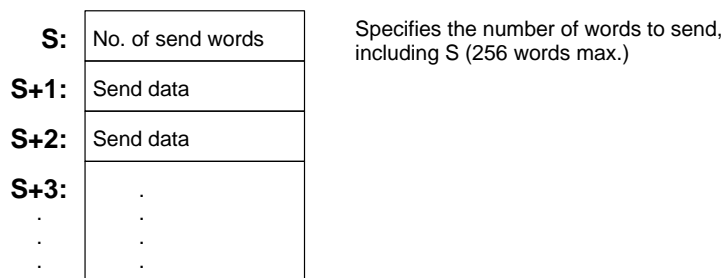 S: No. of send words
Specifies the number of words to send,
including S (256 words max.)
S+1: Send data
S+2: Send data
S+3: .
. .
. .
. .